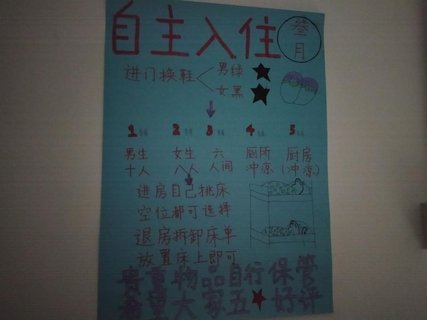 自主入住
叁月
进门换鞋
男绿
女黑
1 2 3 4 5
男生 女生 六 厕所 厨房
十人 八人 人间 冲凉 (冲凉)
进房自己挑床
空位都可选择
退房拆卸床单
放置床上即可
贵重物品自行保管
希望大家五★好评